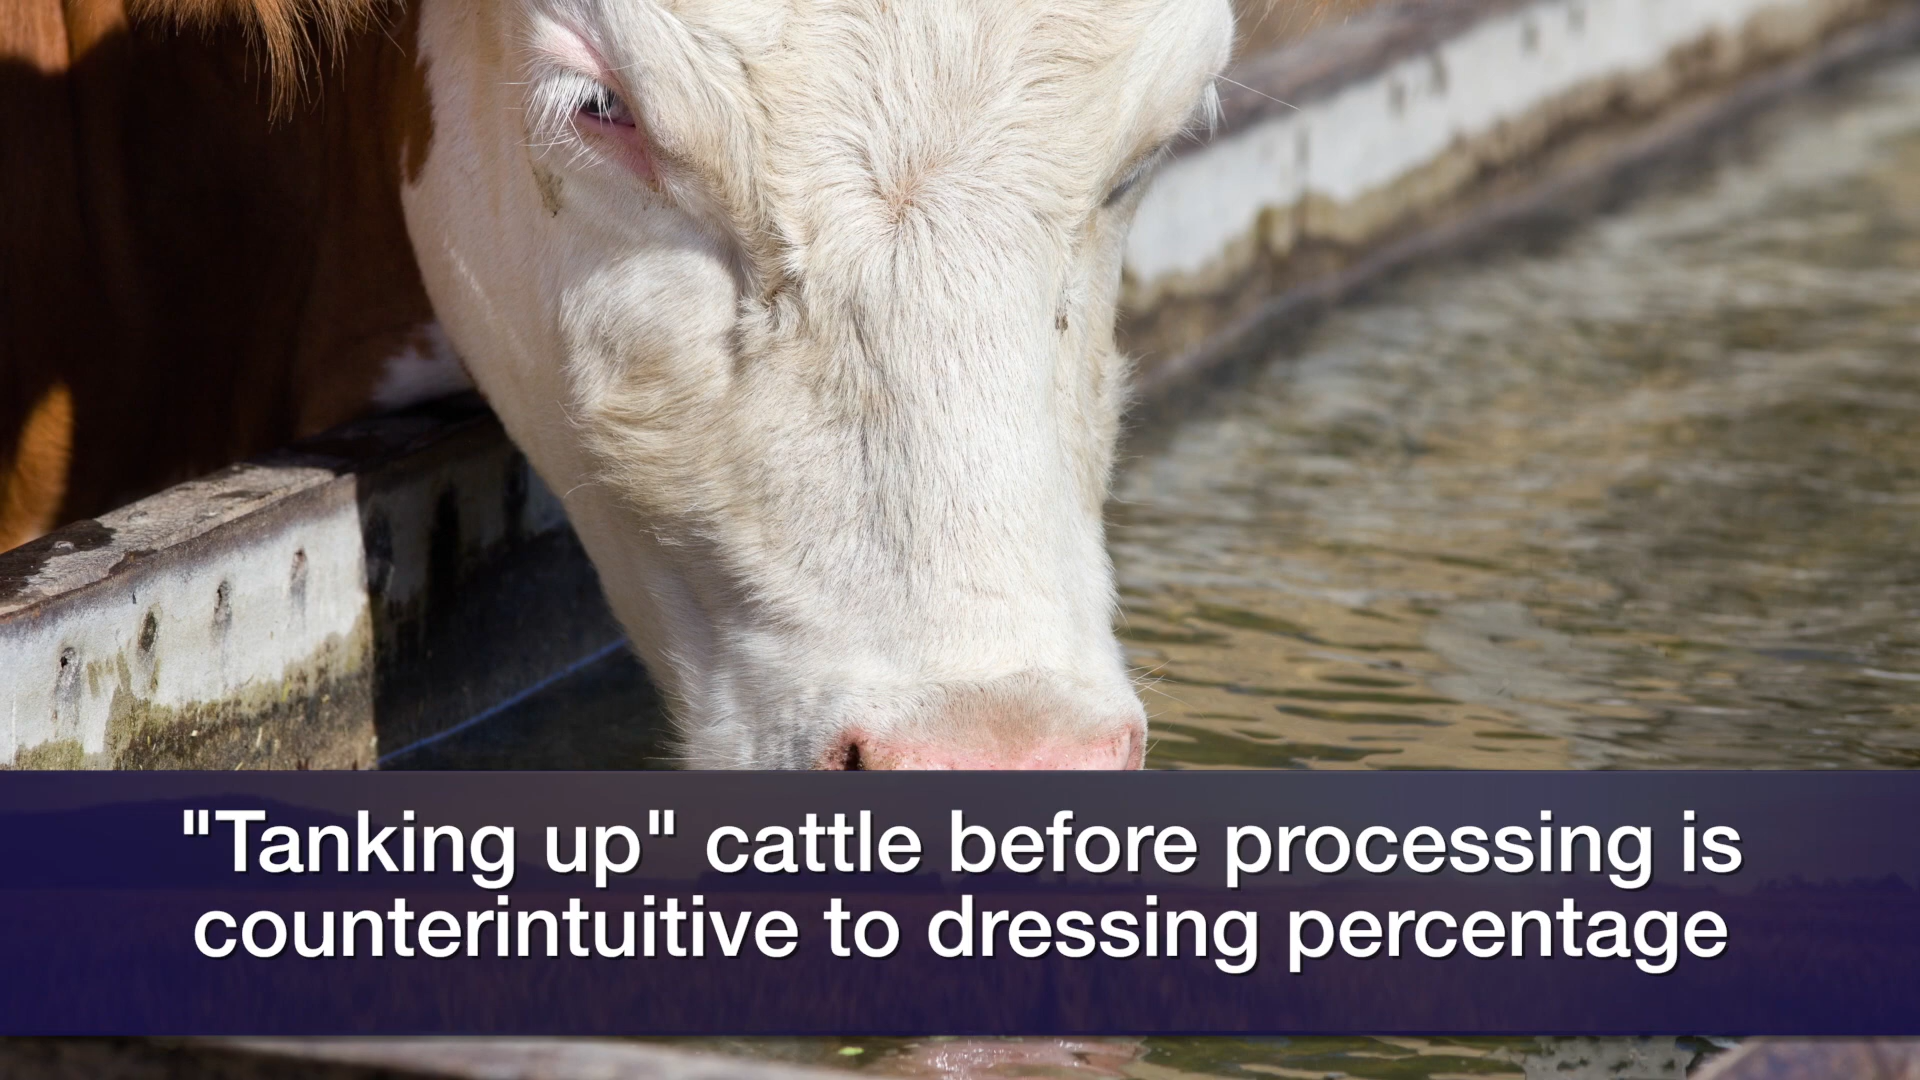 "Tanking up" cattle before processing is
counterintuitive to dressing percentage